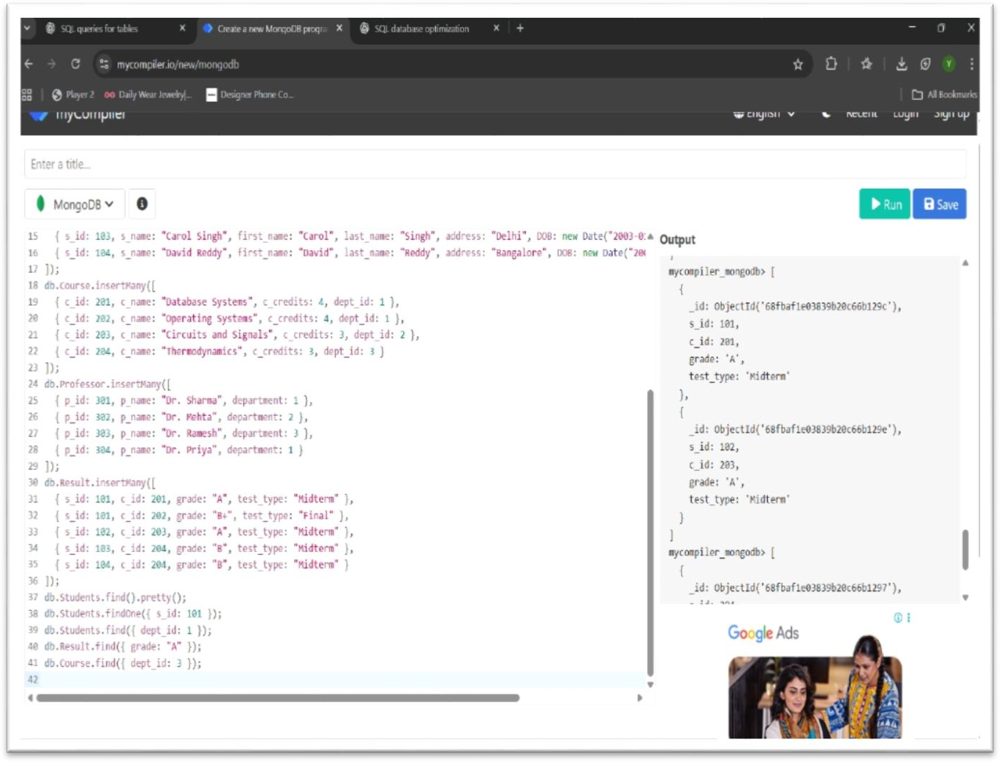 SQL queries for tables
Create a new MongoDB progra
SQL database optimization
mycompiler.io/new/mongodb
Player 2
Daily Wear Jewelry|...
Designer Phone Co...
All Bookmarks
myCompiler
English
Recent
Login
Sign up
Enter a title...
MongoDB
Run
Save
15 { s_id: 103, s_name: "Carol Singh", first_name: "Carol", last_name: "Singh", address: "Delhi", DOB: new Date("2003-0
16 { s_id: 104, s_name: "David Reddy", first_name: "David", last_name: "Reddy", address: "Bangalore", DOB: new Date("200
17 ]);
18 db.Course.insertMany([
19 { c_id: 201, c_name: "Database Systems", c_credits: 4, dept_id: 1 },
20 { c_id: 202, c_name: "Operating Systems", c_credits: 4, dept_id: 1 },
21 { c_id: 203, c_name: "Circuits and Signals", c_credits: 3, dept_id: 2 },
22 { c_id: 204, c_name: "Thermodynamics", c_credits: 3, dept_id: 3 }
23 ]);
24 db.Professor.insertMany([
25 { p_id: 301, p_name: "Dr. Sharma", department: 1 },
26 { p_id: 302, p_name: "Dr. Mehta", department: 2 },
27 { p_id: 303, p_name: "Dr. Ramesh", department: 3 },
28 { p_id: 304, p_name: "Dr. Priya", department: 1 }
29 ]);
30 db.Result.insertMany([
31 { s_id: 101, c_id: 201, grade: "A", test_type: "Midterm" },
32 { s_id: 101, c_id: 202, grade: "B+", test_type: "Final" },
33 { s_id: 102, c_id: 203, grade: "A", test_type: "Midterm" },
34 { s_id: 103, c_id: 204, grade: "B", test_type: "Midterm" },
35 { s_id: 104, c_id: 204, grade: "B", test_type: "Midterm" }
36 ]);
37 db.Students.find().pretty();
38 db.Students.findOne({ s_id: 101 });
39 db.Students.find({ dept_id: 1 });
40 db.Result.find({ grade: "A" });
41 db.Course.find({ dept_id: 3 });
42
Output
mycompiler_mongodb> [
{
_id: ObjectId('68fbaf1e03839b20c66b129c'),
s_id: 101,
c_id: 201,
grade: 'A',
test_type: 'Midterm'
},
{
_id: ObjectId('68fbaf1e03839b20c66b129e'),
s_id: 102,
c_id: 203,
grade: 'A',
test_type: 'Midterm'
}
]
mycompiler_mongodb> [
{
_id: ObjectId('68fbaf1e03839b20c66b1297'),
Google Ads